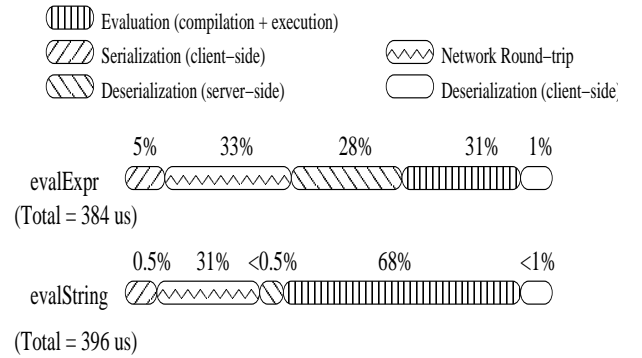 Evaluation (compilation + execution)
Serialization (client−side)
Network Round−trip
Deserialization (server−side)
Deserialization (client−side)
5% 33% 28% 31% 1%
evalExpr
(Total = 384 us)
0.5% 31% <0.5% 68% <1%
evalString
(Total = 396 us)